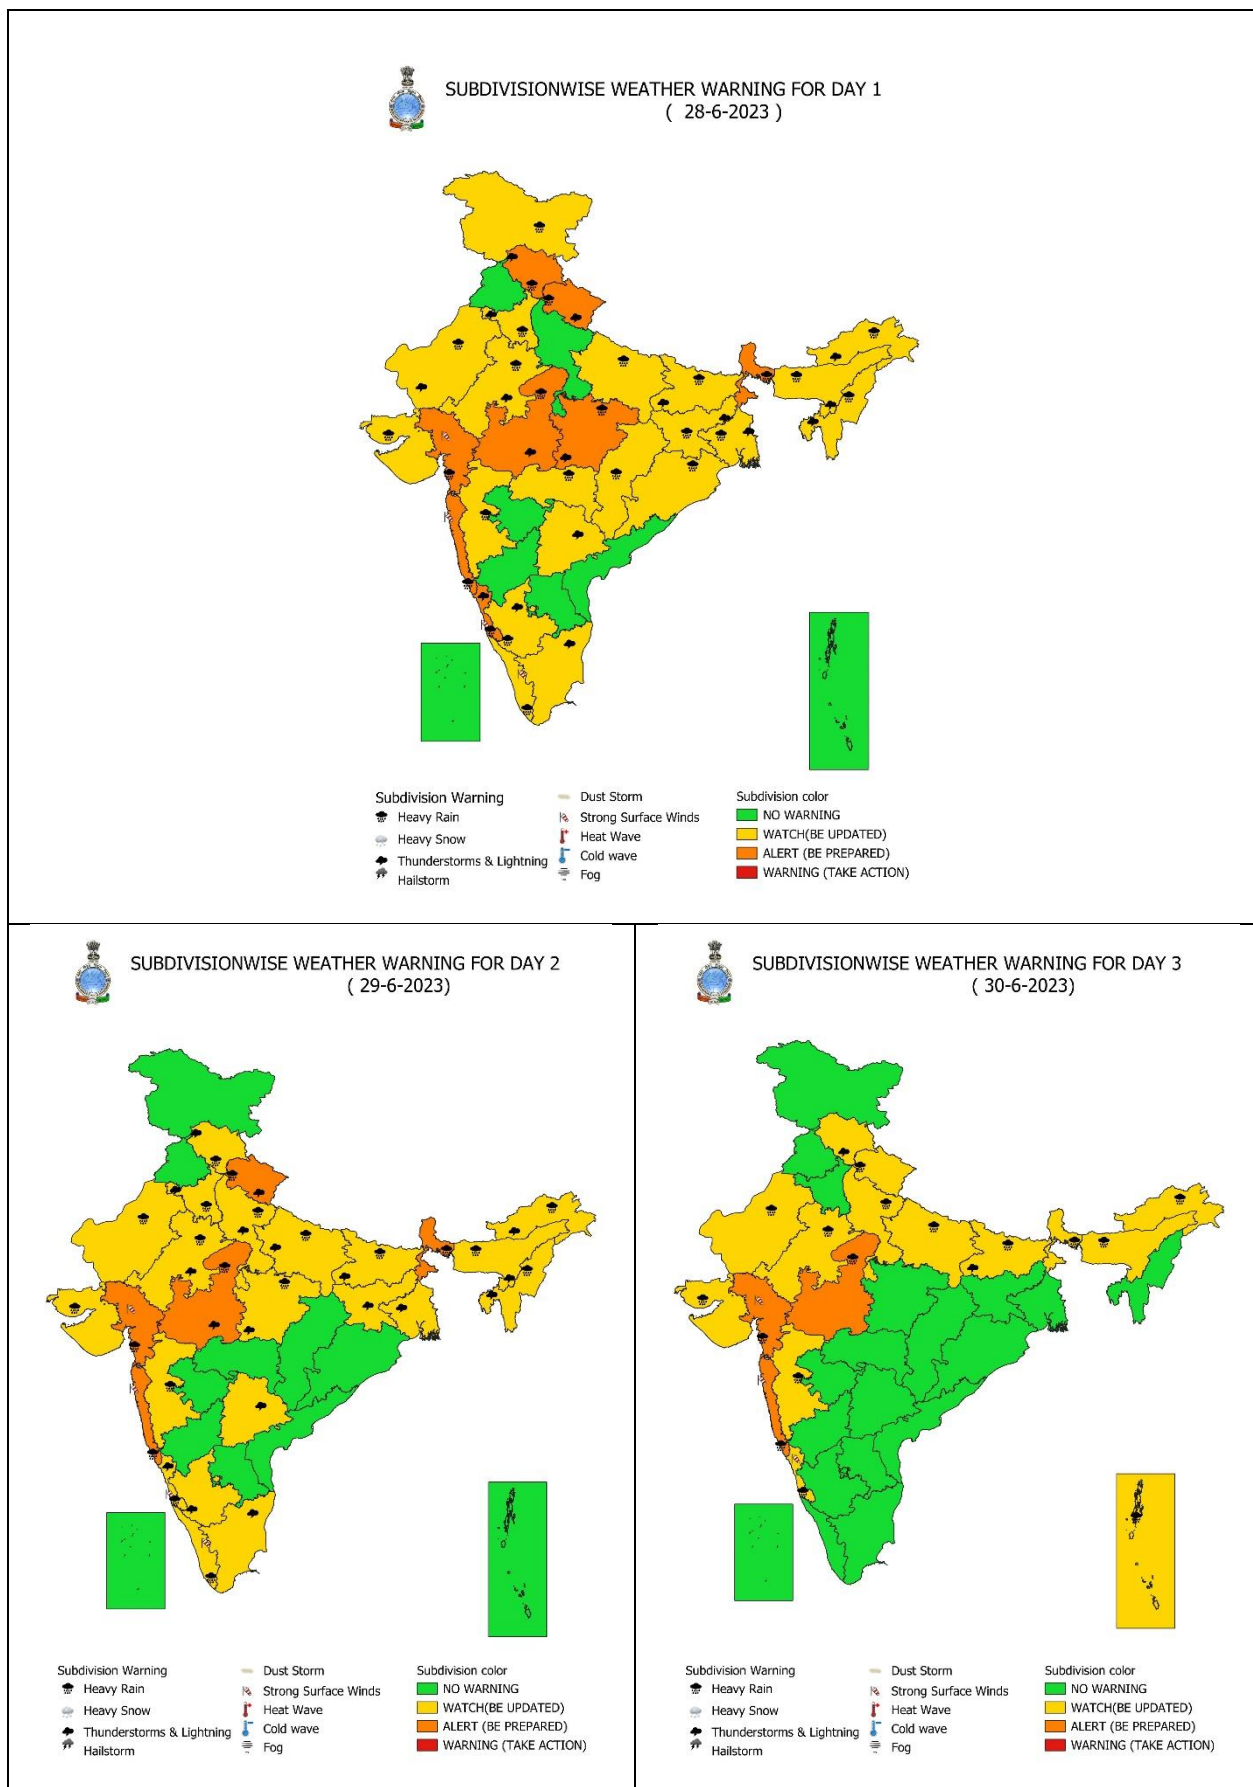 SUBDIVISIONWISE WEATHER WARNING FOR DAY 1
( 28-6-2023 )
Subdivision Warning
Heavy Rain
Heavy Snow
Thunderstorms & Lightning
Hailstorm
Dust Storm
Strong Surface Winds
Heat Wave
Cold wave
Fog
Subdivision color
NO WARNING
WATCH(BE UPDATED)
ALERT (BE PREPARED)
WARNING (TAKE ACTION)
SUBDIVISIONWISE WEATHER WARNING FOR DAY 2
( 29-6-2023)
Subdivision Warning
Heavy Rain
Heavy Snow
Thunderstorms & Lightning
Hailstorm
Dust Storm
Strong Surface Winds
Heat Wave
Cold wave
Fog
Subdivision color
NO WARNING
WATCH(BE UPDATED)
ALERT (BE PREPARED)
WARNING (TAKE ACTION)
SUBDIVISIONWISE WEATHER WARNING FOR DAY 3
( 30-6-2023)
Subdivision Warning
Heavy Rain
Heavy Snow
Thunderstorms & Lightning
Hailstorm
Dust Storm
Strong Surface Winds
Heat Wave
Cold wave
Fog
Subdivision color
NO WARNING
WATCH(BE UPDATED)
ALERT (BE PREPARED)
WARNING (TAKE ACTION)